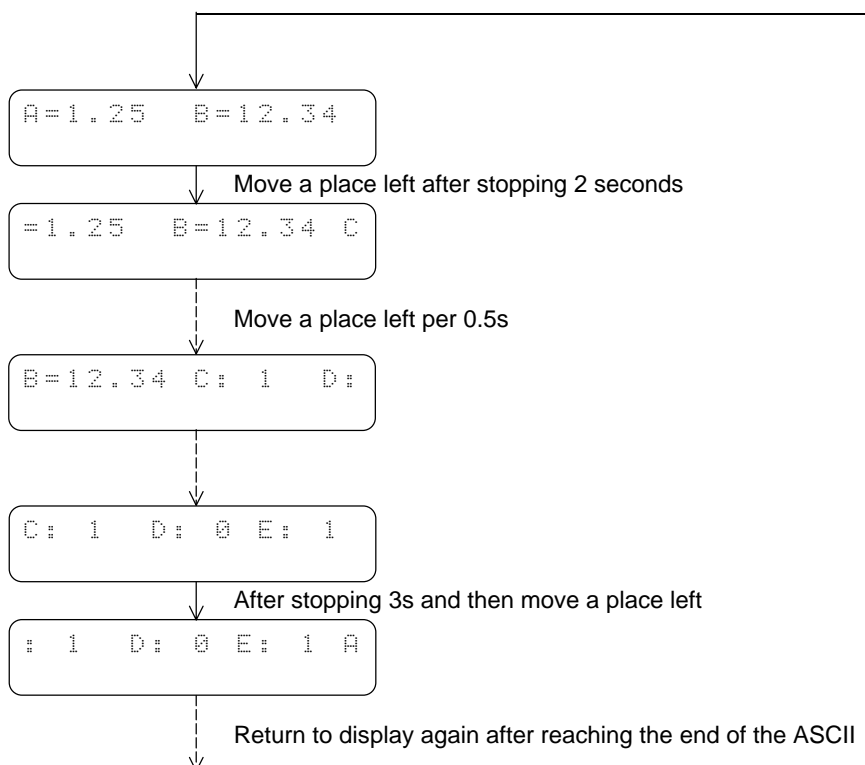 A=1.25  B=12.34
Move a place left after stopping 2 seconds
=1.25  B=12.34 C
Move a place left per 0.5s
B=12.34 C: 1  D:
C: 1  D: 0 E: 1
After stopping 3s and then move a place left
: 1  D: 0 E: 1 A
Return to display again after reaching the end of the ASCII